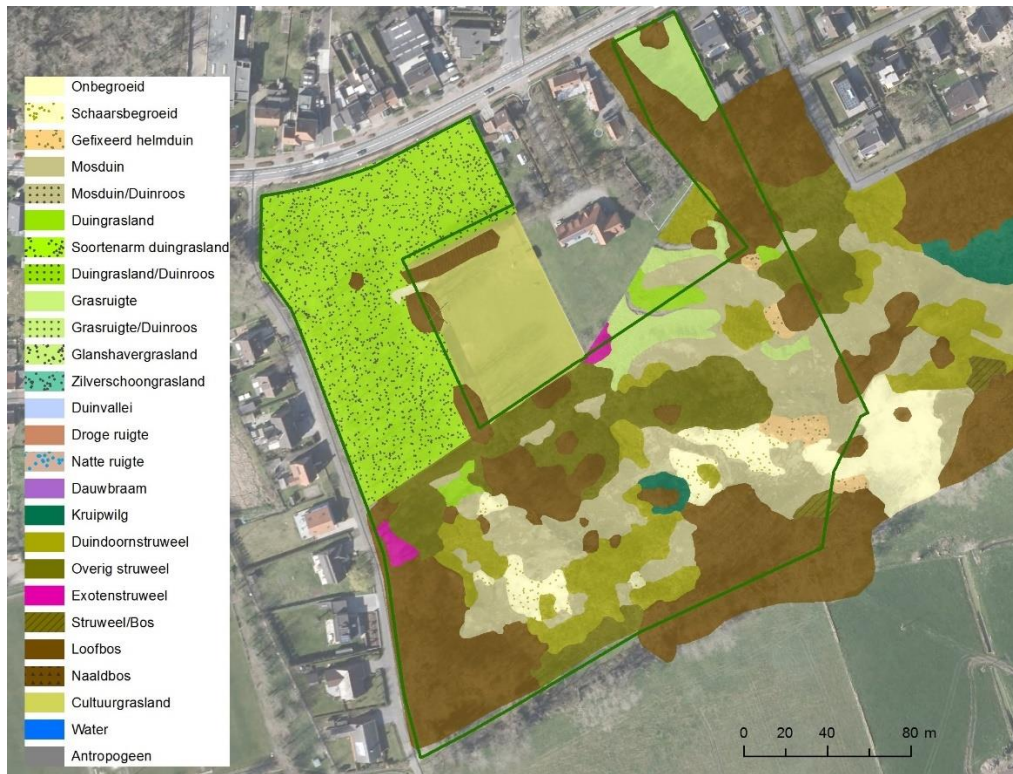 Onbegroeid
Schaarsbegroeid
Gefixeerd helmduin
Mosduin
Mosduin/Duinroos
Duingrasland
Soortenarm duingrasland
Duingrasland/Duinroos
Grasruigte
Grasruigte/Duinroos
Glanshavergrasland
Zilverschoongrasland
Duinvallei
Droge ruigte
Natte ruigte
Dauwbraam
Kruipwilg
Duindoornstruweel
Overig struweel
Exotenstruweel
Struweel/Bos
Loofbos
Naaldbos
Cultuurgrasland
Water
Antropogeen
0 40 80 m